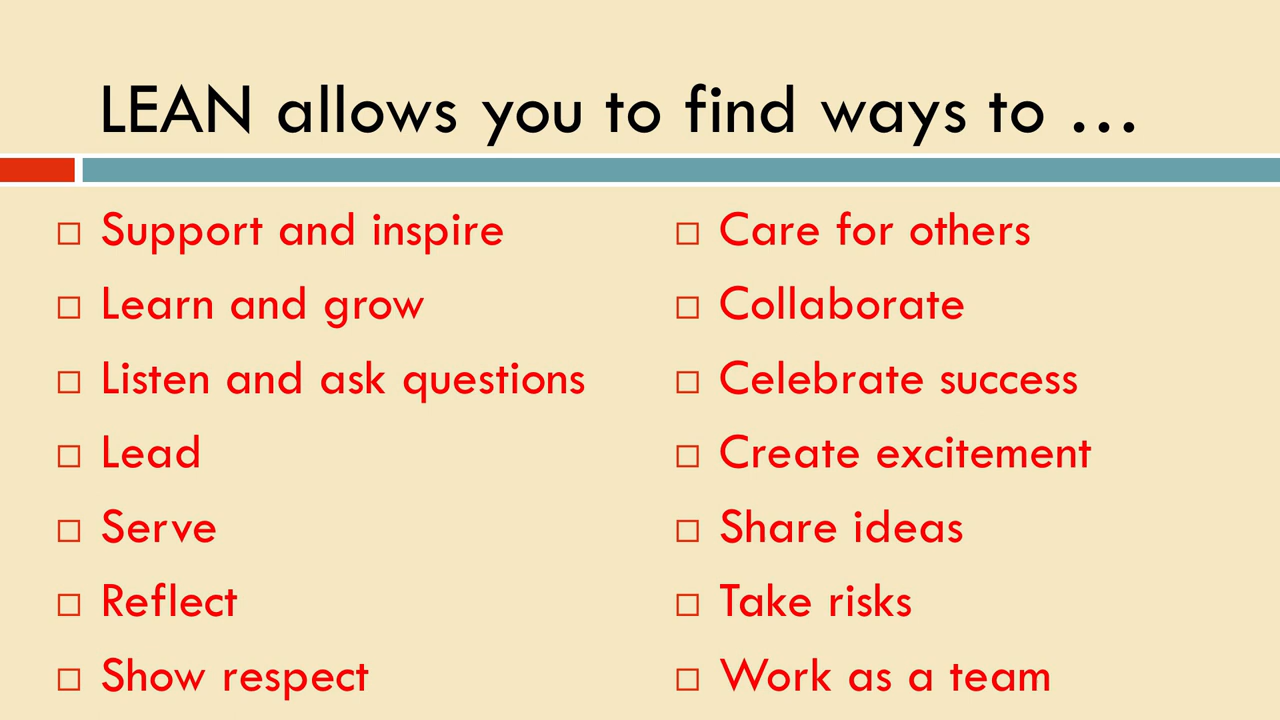 LEAN allows you to find ways to …
Support and inspire
Learn and grow
Listen and ask questions
Lead
Serve
Reflect
Show respect
Care for others
Collaborate
Celebrate success
Create excitement
Share ideas
Take risks
Work as a team